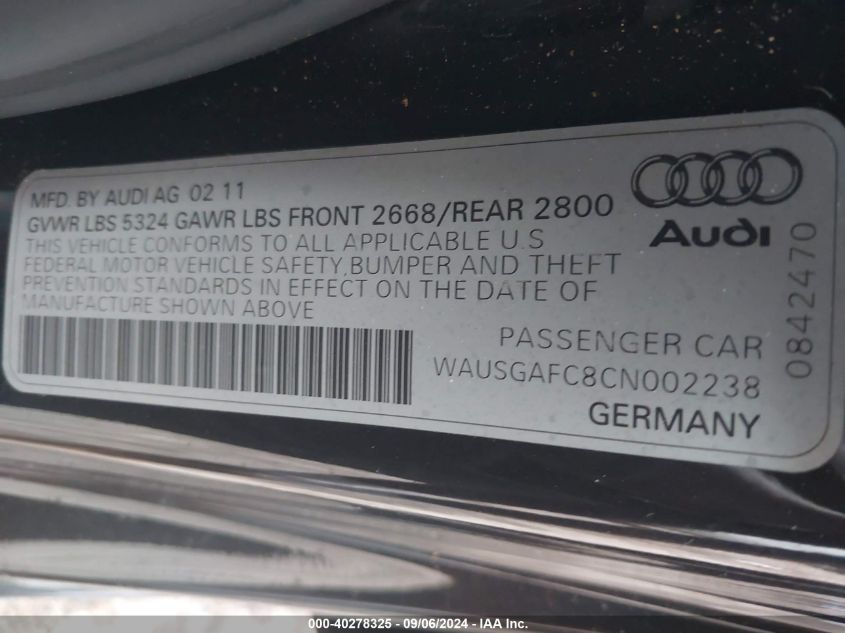 MFD. BY AUDI AG 02 11
GVWR LBS 5324 GAWR LBS FRONT 2668/REAR 2800
THIS VEHICLE CONFORMS TO ALL APPLICABLE U.S
FEDERAL MOTOR VEHICLE SAFETY,BUMPER AND THEFT
PREVENTION STANDARDS IN EFFECT ON THE DATE OF
MANUFACTURE SHOWN ABOVE
Audi
0842470
PASSENGER CAR
WAUSGAFC8CN002238
GERMANY
000-40278325 - 09/06/2024 - IAA Inc.